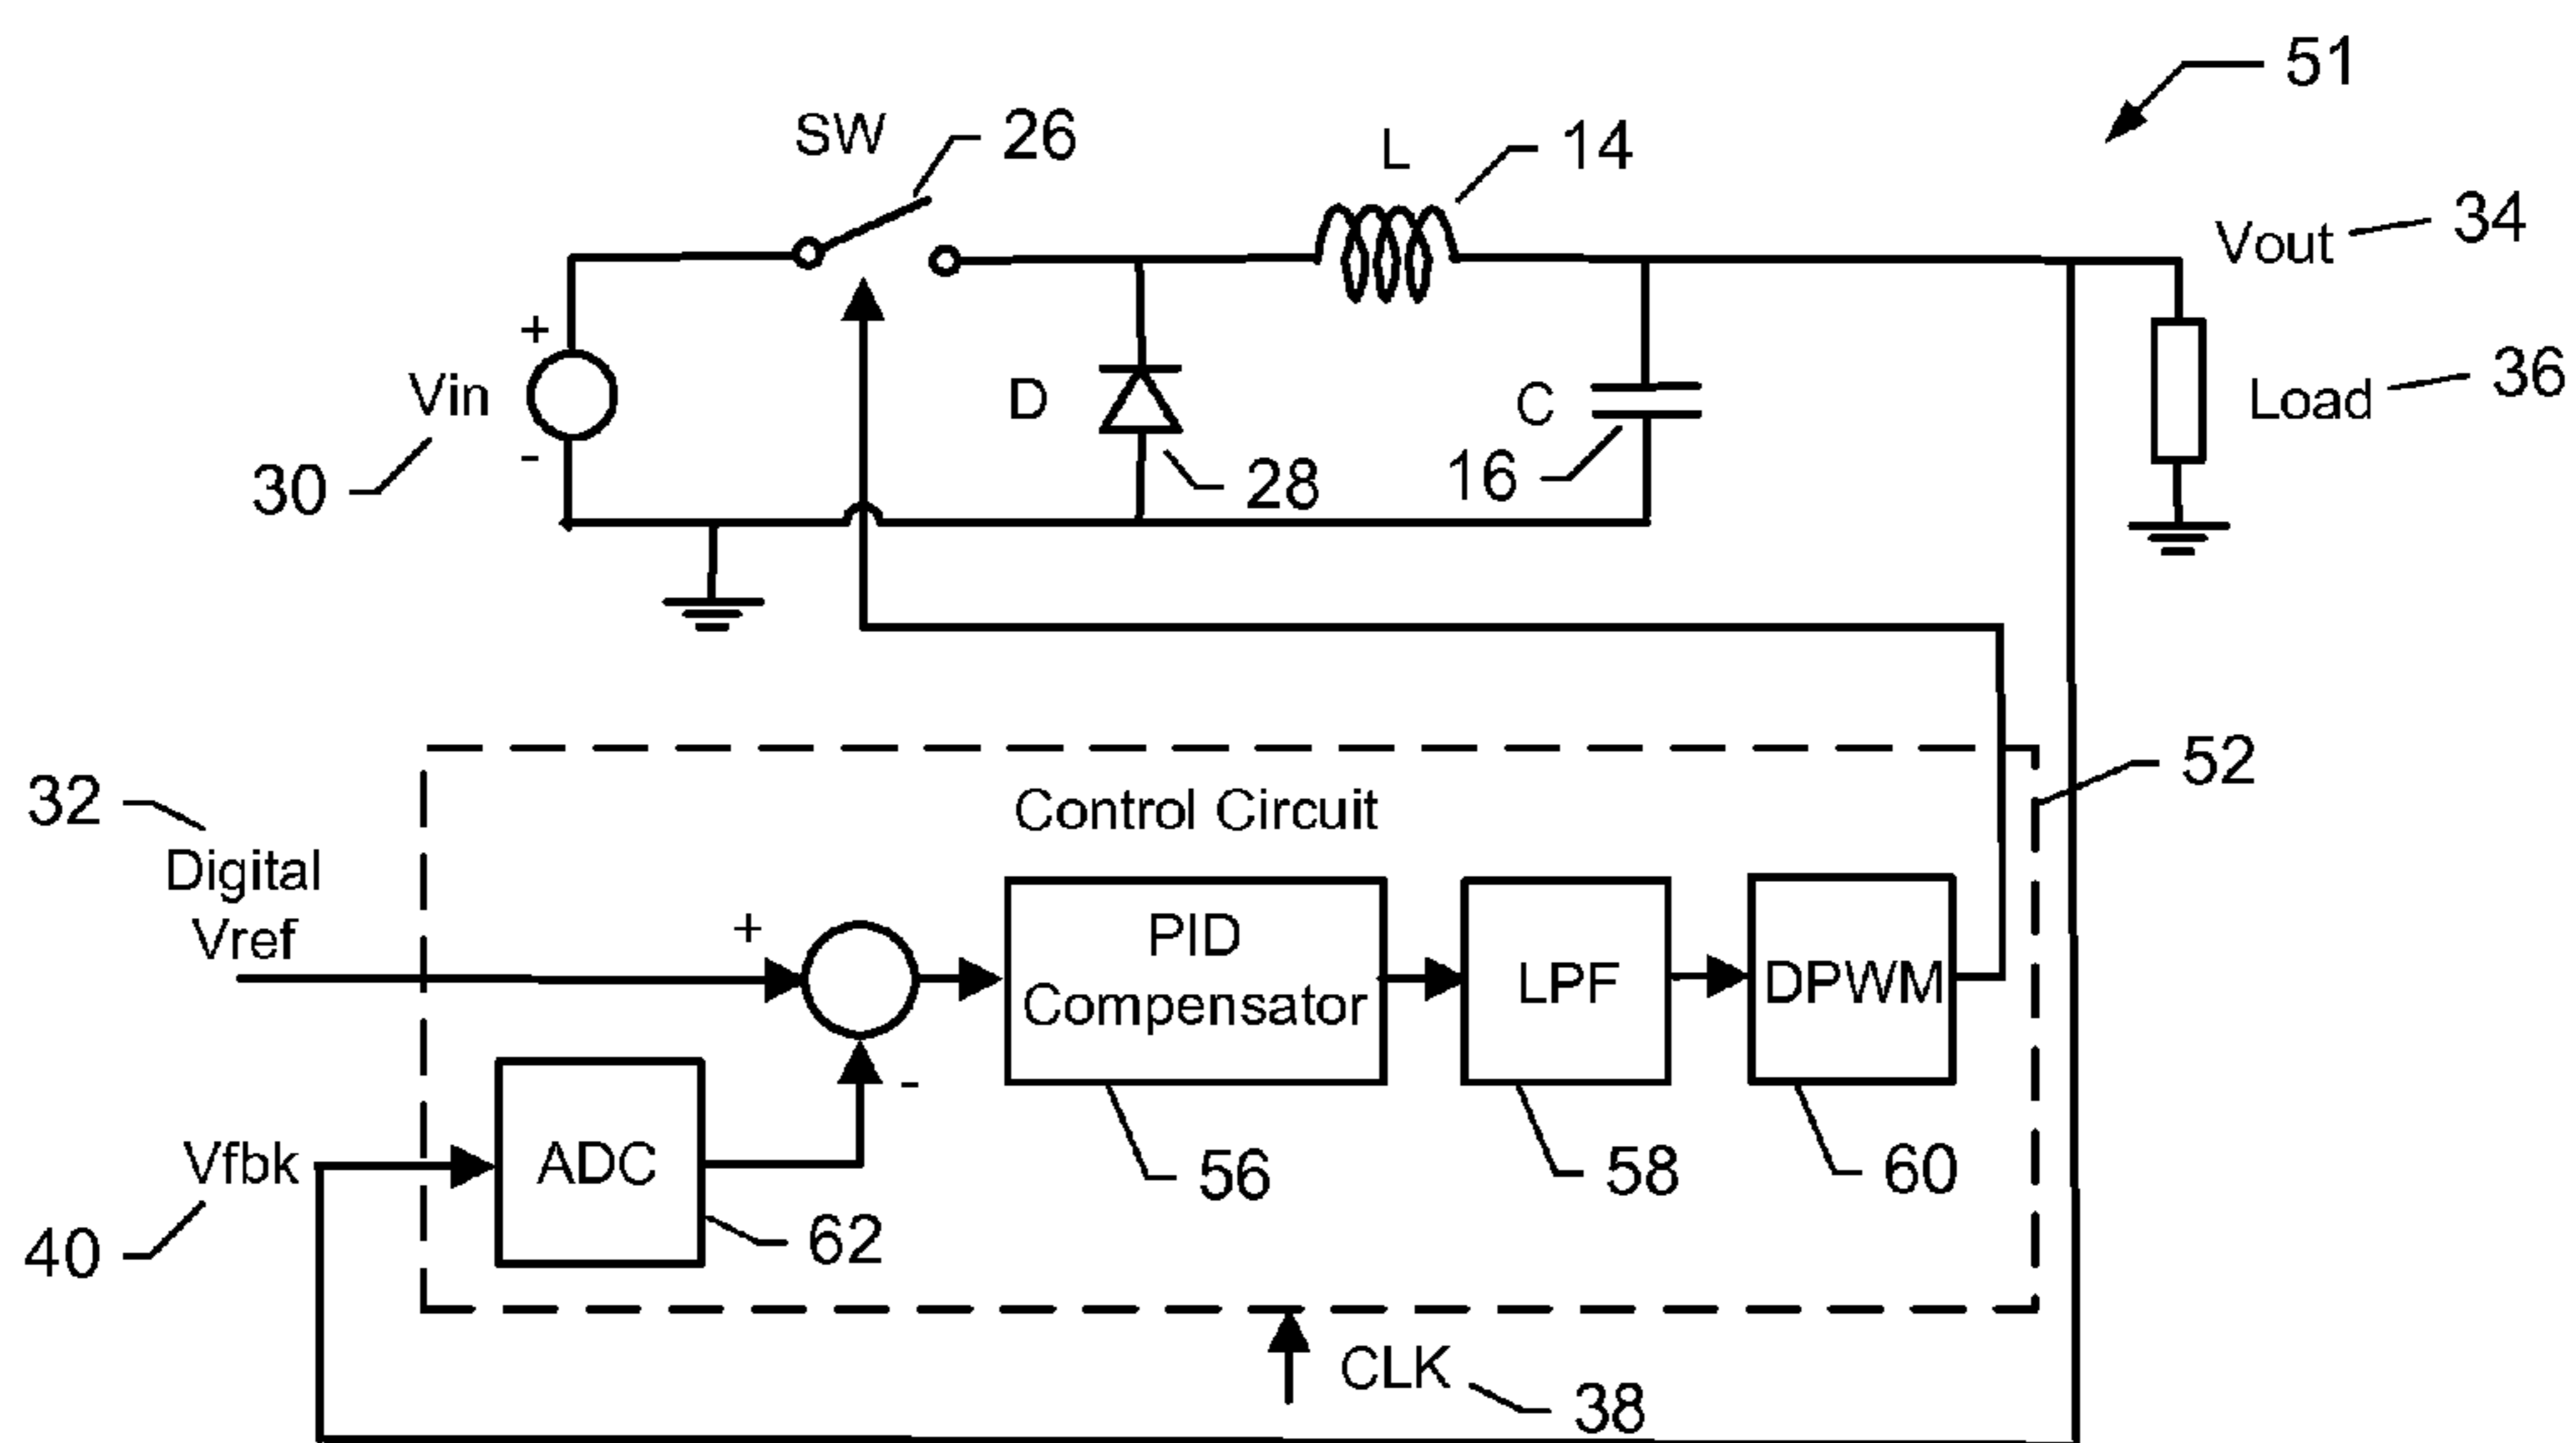 51
SW
26
L
14
Vout
34
+
Vin
-
30
D
28
C
16
Load
36
52
32
Digital
Vref
Control Circuit
+
-
PID
Compensator
LPF
DPWM
56
58
60
Vfbk
ADC
62
40
CLK
38